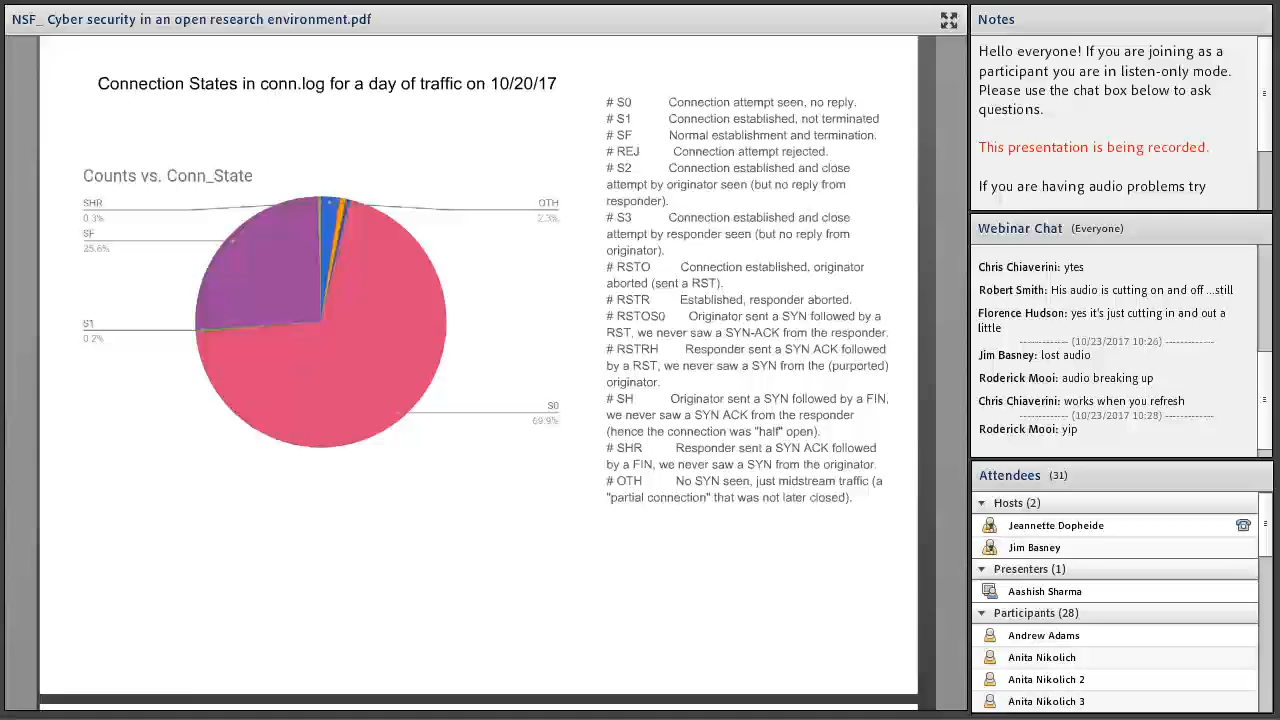 NSF_ Cyber security in an open research environment.pdf
Connection States in conn.log for a day of traffic on 10/20/17
Counts vs. Conn_State
SHR
0.3%
SF
25.6%
S1
0.2%
OTH
2.3%
S0
69.9%
# S0 Connection attempt seen, no reply.
# S1 Connection established, not terminated
# SF Normal establishment and termination.
# REJ Connection attempt rejected.
# S2 Connection established and close
attempt by originator seen (but no reply from
responder).
# S3 Connection established and close
attempt by responder seen (but no reply from
originator).
# RSTO Connection established, originator
aborted (sent a RST).
# RSTR Established, responder aborted.
# RSTOS0 Originator sent a SYN followed by a
RST, we never saw a SYN-ACK from the responder.
# RSTRH Responder sent a SYN ACK followed
by a RST, we never saw a SYN from the (purported)
originator.
# SH Originator sent a SYN followed by a FIN,
we never saw a SYN ACK from the responder
(hence the connection was "half" open).
# SHR Responder sent a SYN ACK followed
by a FIN, we never saw a SYN from the originator.
# OTH No SYN seen, just midstream traffic (a
"partial connection" that was not later closed).
Notes
Hello everyone! If you are joining as a
participant you are in listen-only mode.
Please use the chat box below to ask
questions.
This presentation is being recorded.
If you are having audio problems try
Webinar Chat (Everyone)
Chris Chiaverini: ytes
Robert Smith: His audio is cutting on and off ...still
Florence Hudson: yes it's just cutting in and out a
little
------------- (10/23/2017 10:26) -------------
Jim Basney: lost audio
Roderick Mooi: audio breaking up
Chris Chiaverini: works when you refresh
------------- (10/23/2017 10:28) -------------
Roderick Mooi: yip
Attendees (31)
Hosts (2)
Jeannette Dopheide
Jim Basney
Presenters (1)
Aashish Sharma
Participants (28)
Andrew Adams
Anita Nikolich
Anita Nikolich 2
Anita Nikolich 3